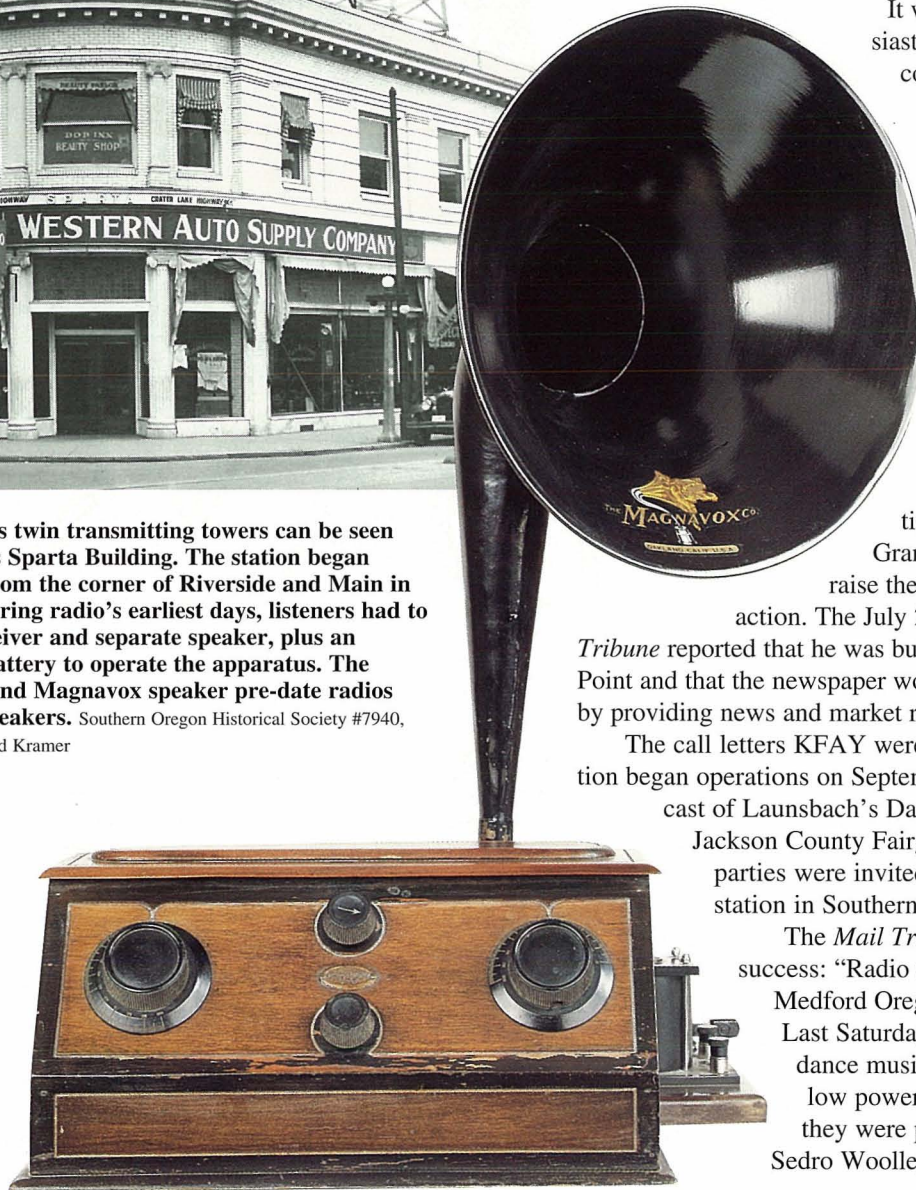 BEAUTY PARLOR
BEAUTY SHOP
SPARTA
CRATER LAKE HIGHWAY
WESTERN AUTO SUPPLY COMPANY
THE MAGNAVOX CO.
OAKLAND CALIF. U.S.A.
s twin transmitting towers can be seen
s Sparta Building. The station began
om the corner of Riverside and Main in
ring radio's earliest days, listeners had to
eiver and separate speaker, plus an
attery to operate the apparatus. The
nd Magnavox speaker pre-date radios
eakers. Southern Oregon Historical Society #7940,
d Kramer
It
siast
co
ti
Gran
raise the
action. The July
Tribune reported that he was bu
Point and that the newspaper wo
by providing news and market r
The call letters KFAY were
tion began operations on Septem
cast of Launsbach's Da
Jackson County Fair
parties were invited
station in Southern
The Mail Tr
success: "Radio
Medford Oreg
Last Saturda
dance musi
low power
they were p
Sedro Woolle